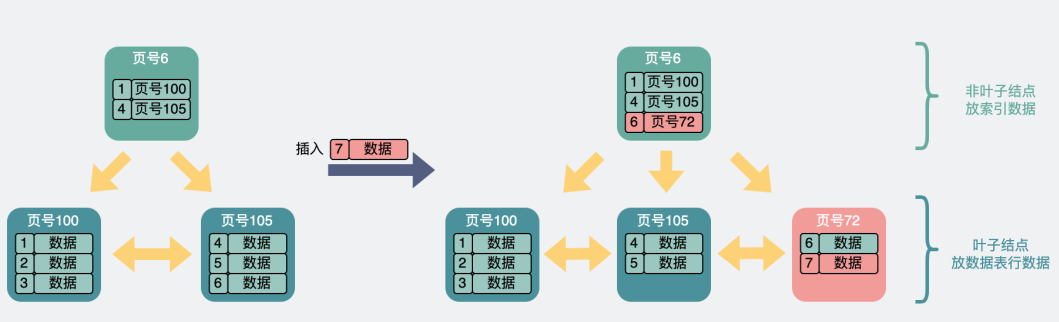 页号6
1 页号100
4 页号105
插入 7 数据
页号100
1 数据
2 数据
3 数据
页号105
4 数据
5 数据
6 数据
页号6
1 页号100
4 页号105
6 页号72
页号100
1 数据
2 数据
3 数据
页号105
4 数据
5 数据
页号72
6 数据
7 数据
非叶子结点
放索引数据
叶子结点
放数据表行数据